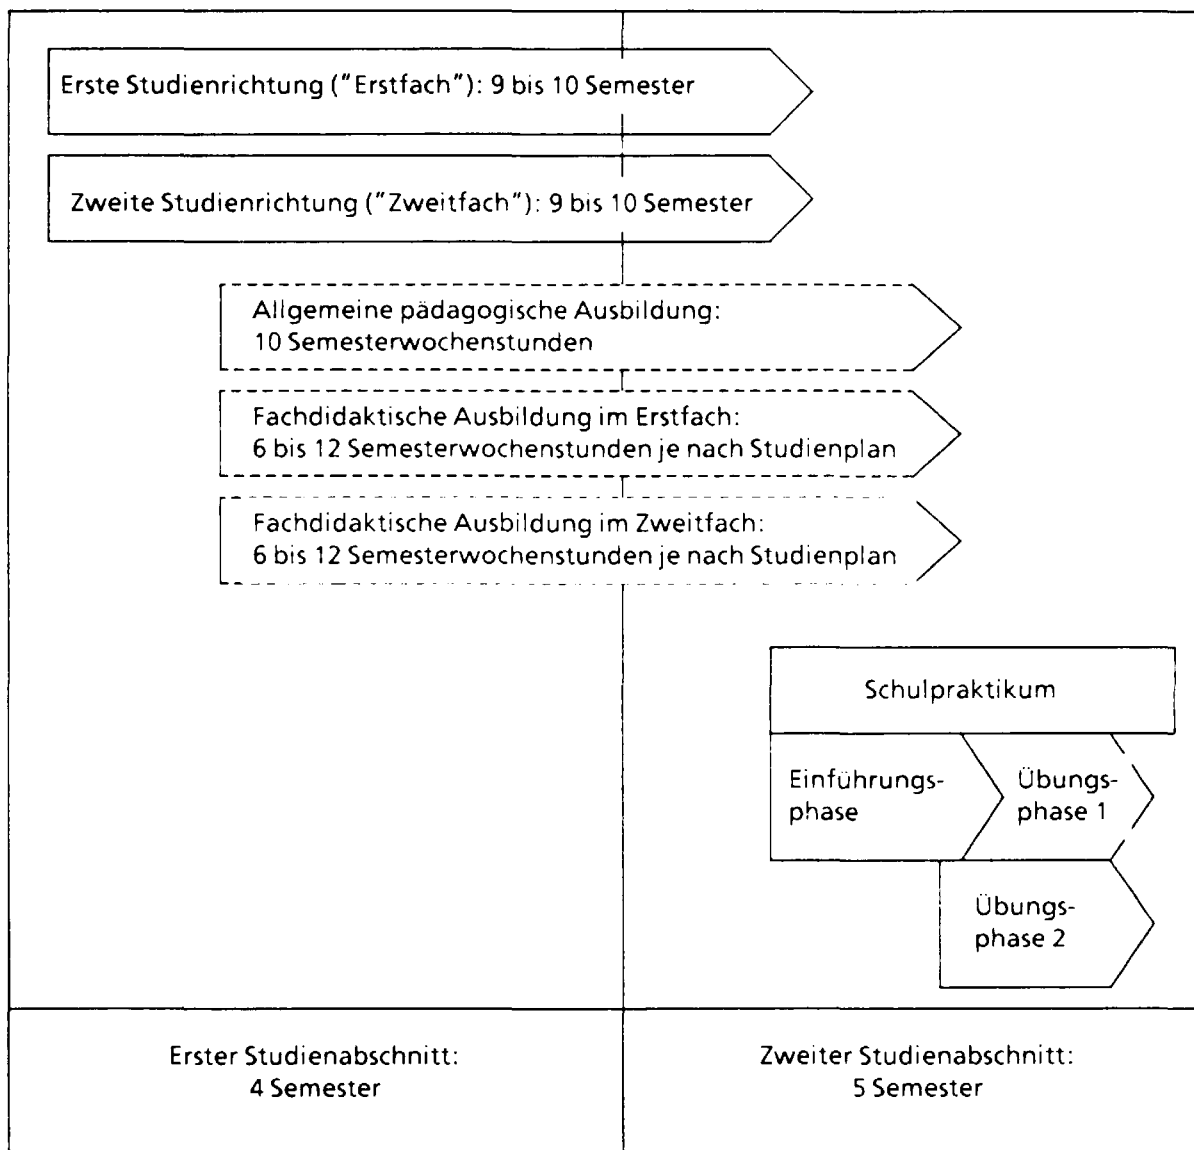 Erste Studienrichtung ("Erstfach"): 9 bis 10 Semester
Zweite Studienrichtung ("Zweitfach"): 9 bis 10 Semester
Allgemeine pädagogische Ausbildung:
10 Semesterwochenstunden
Fachdidaktische Ausbildung im Erstfach:
6 bis 12 Semesterwochenstunden je nach Studienplan
Fachdidaktische Ausbildung im Zweitfach:
6 bis 12 Semesterwochenstunden je nach Studienplan
Schulpraktikum
Einführungs-
phase
Übungs-
phase 1
Übungs-
phase 2
Erster Studienabschnitt:
4 Semester
Zweiter Studienabschnitt:
5 Semester